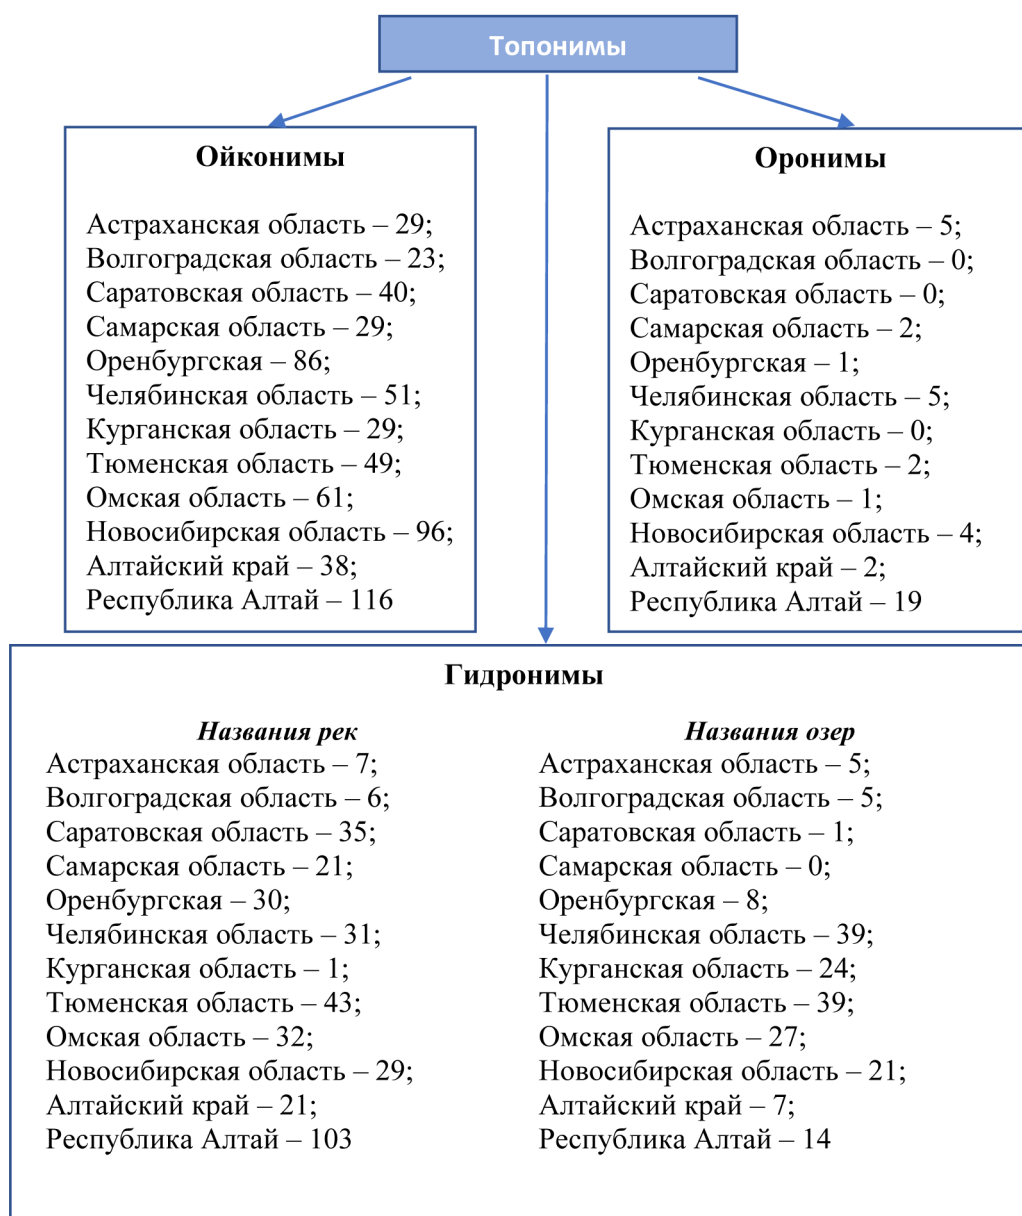 Топонимы
Ойконимы
Астраханская область – 29;
Волгоградская область – 23;
Саратовская область – 40;
Самарская область – 29;
Оренбургская – 86;
Челябинская область – 51;
Курганская область – 29;
Тюменская область – 49;
Омская область – 61;
Новосибирская область – 96;
Алтайский край – 38;
Республика Алтай – 116
Оронимы
Астраханская область – 5;
Волгоградская область – 0;
Саратовская область – 0;
Самарская область – 2;
Оренбургская – 1;
Челябинская область – 5;
Курганская область – 0;
Тюменская область – 2;
Омская область – 1;
Новосибирская область – 4;
Алтайский край – 2;
Республика Алтай – 19
Гидронимы
Названия рек
Астраханская область – 7;
Волгоградская область – 6;
Саратовская область – 35;
Самарская область – 21;
Оренбургская – 30;
Челябинская область – 31;
Курганская область – 1;
Тюменская область – 43;
Омская область – 32;
Новосибирская область – 29;
Алтайский край – 21;
Республика Алтай – 103
Названия озер
Астраханская область – 5;
Волгоградская область – 5;
Саратовская область – 1;
Самарская область – 0;
Оренбургская – 8;
Челябинская область – 39;
Курганская область – 24;
Тюменская область – 39;
Омская область – 27;
Новосибирская область – 21;
Алтайский край – 7;
Республика Алтай – 14